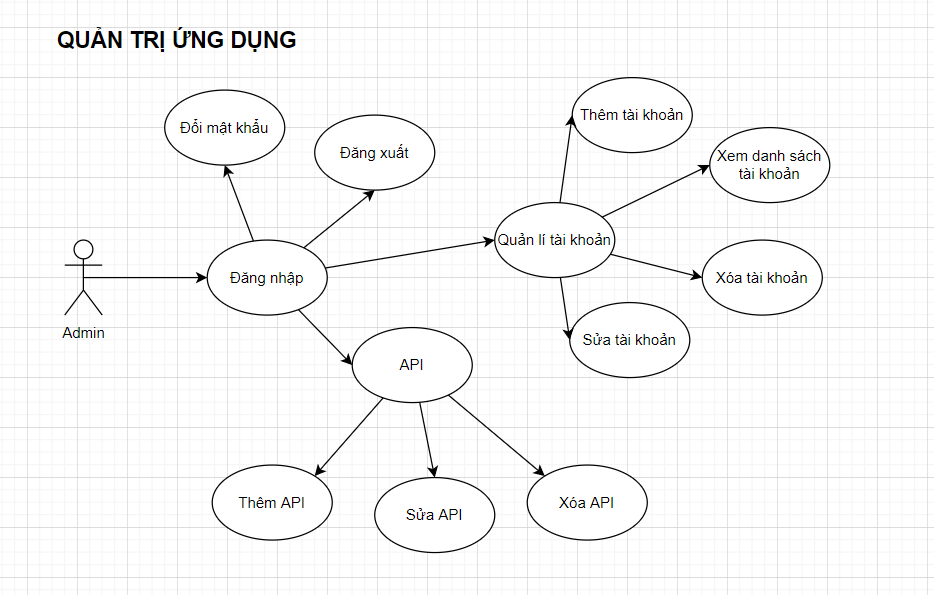 QUẢN TRỊ ỨNG DỤNG
Thêm tài khoản
Đổi mật khẩu
Đăng xuất
Xem danh sách
tài khoản
Quản lí tài khoản
Đăng nhập
Xóa tài khoản
Admin
Sửa tài khoản
API
Thêm API
Sửa API
Xóa API